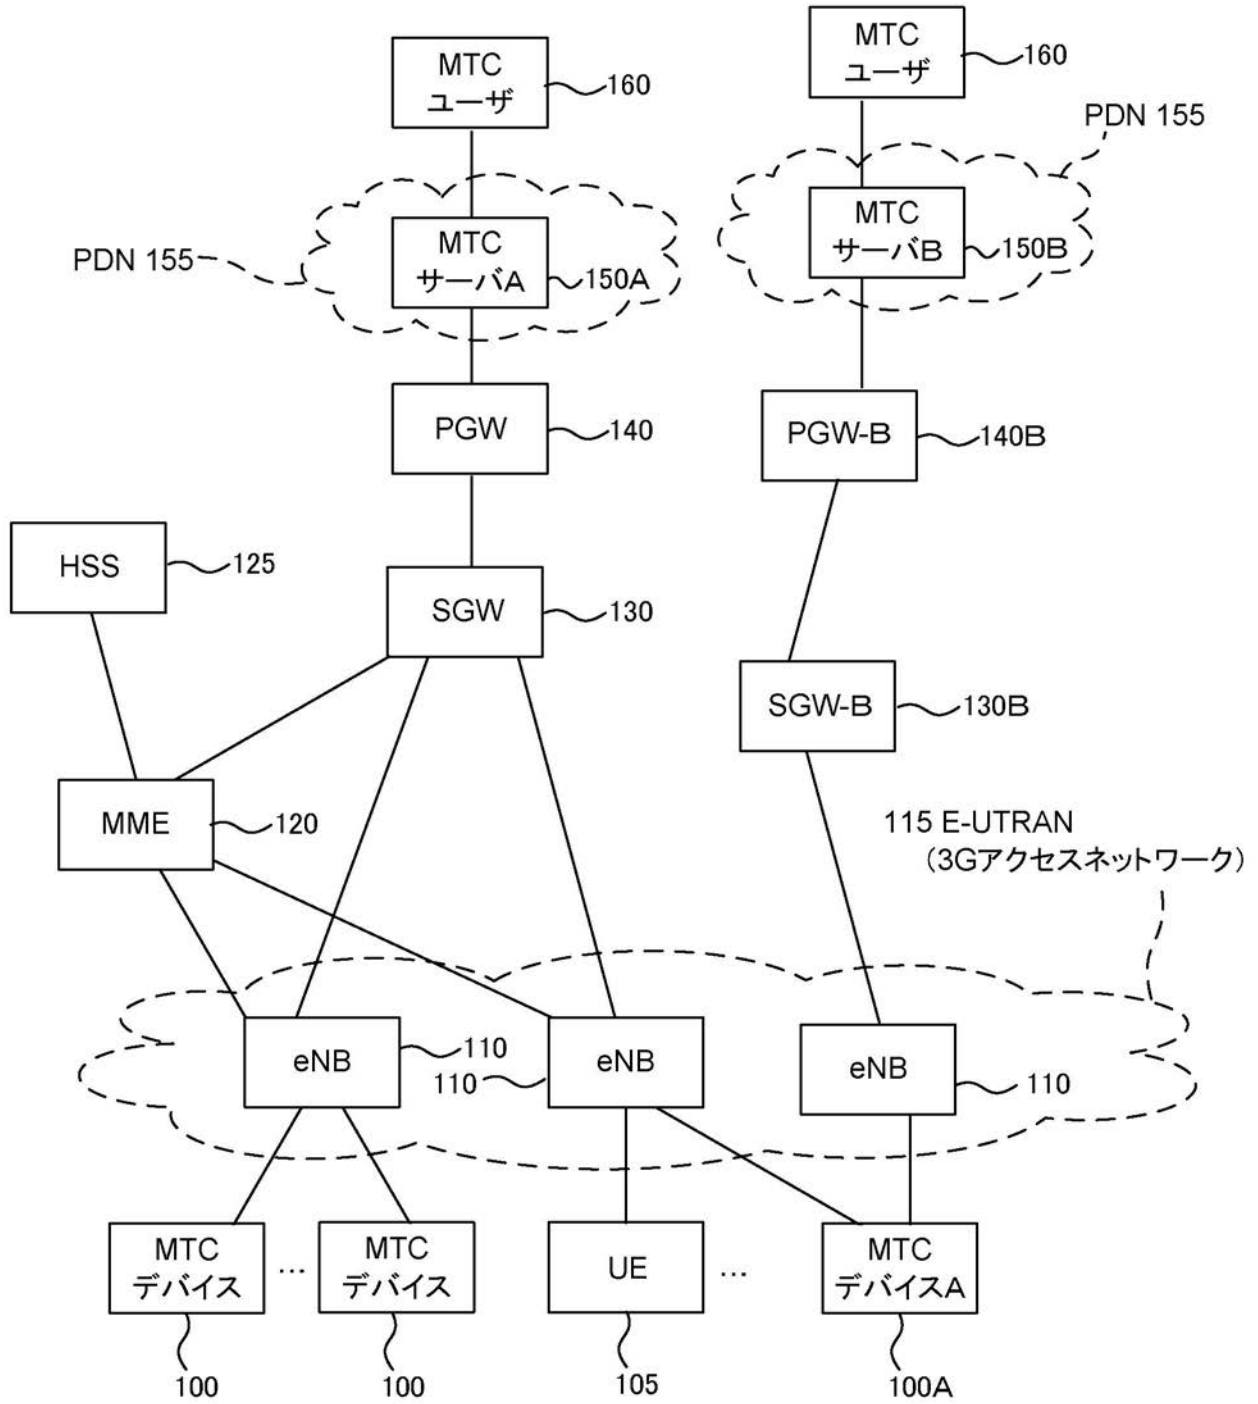 MTC
ユーザ
160
MTC
ユーザ
160
PDN 155
MTC
サーバA
150A
PDN 155
MTC
サーバB
150B
PGW
140
PGW-B
140B
HSS
125
SGW
130
SGW-B
130B
MME
120
115 E-UTRAN
(3Gアクセスネットワーク)
eNB
110
110
eNB
eNB
110
MTC
デバイス
...
MTC
デバイス
UE
...
MTC
デバイスA
100
100
105
100A